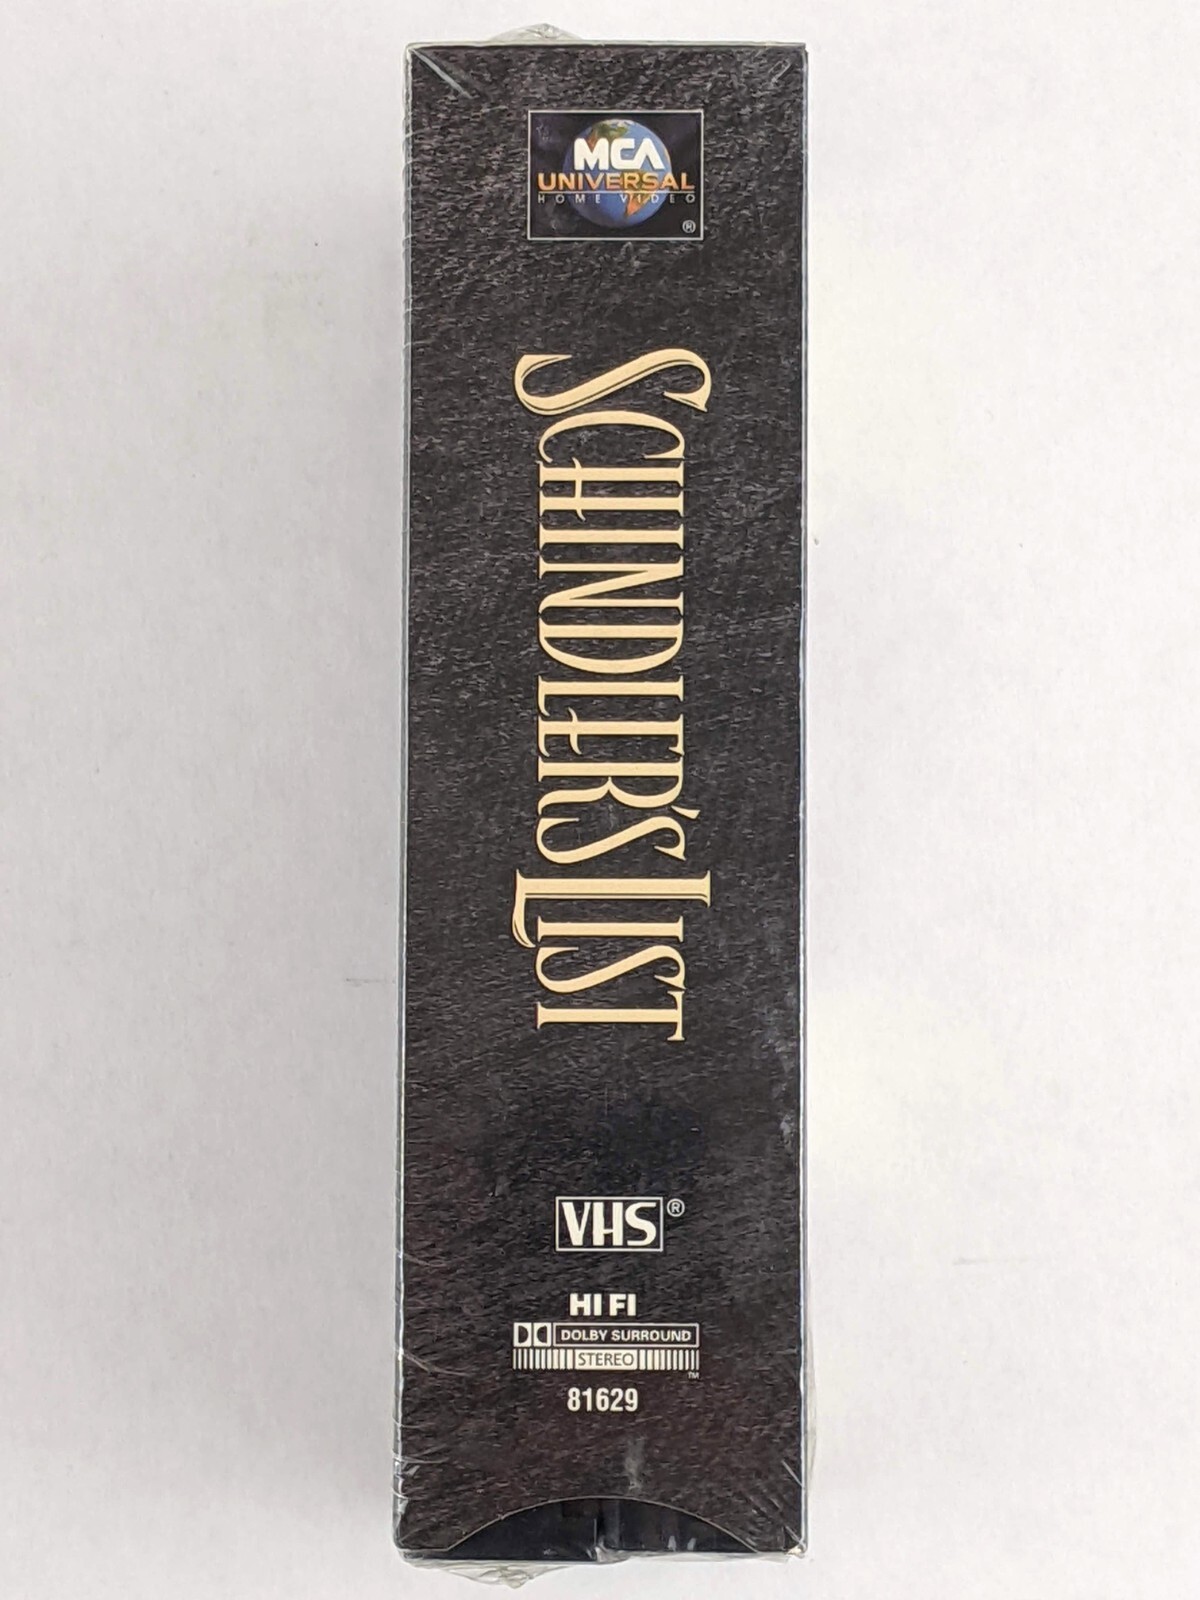 MCA
UNIVERSAL
HOME VIDEO
®
SCHINDLER'S LIST
VHS®
HI FI
DOLBY SURROUND
STEREO
TM
81629